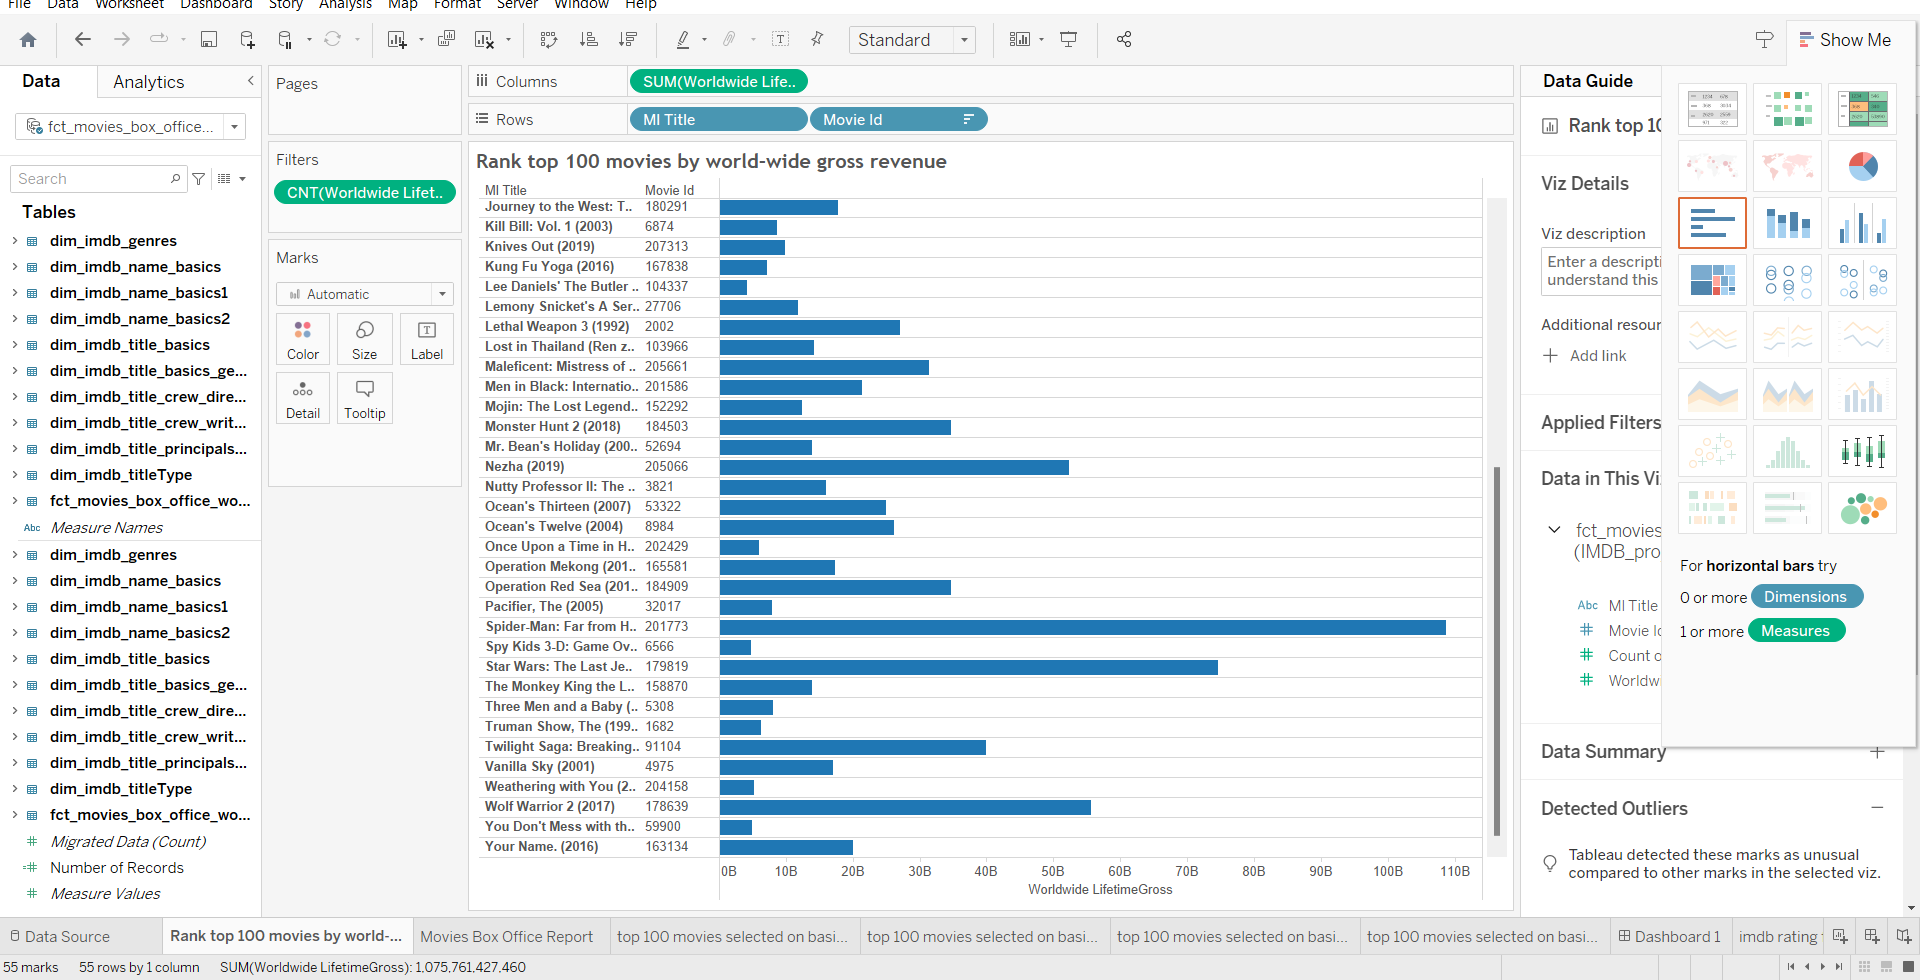 File Data Worksheet Dashboard Story Analysis Map Format Server Window Help
Standard
Show Me
Data Analytics
fct_movies_box_office...
Search
Tables
dim_imdb_genres
dim_imdb_name_basics
dim_imdb_name_basics1
dim_imdb_name_basics2
dim_imdb_title_basics
dim_imdb_title_basics_ge...
dim_imdb_title_crew_dire...
dim_imdb_title_crew_writ...
dim_imdb_title_principals...
dim_imdb_titleType
fct_movies_box_office_wo...
Abc Measure Names
dim_imdb_genres
dim_imdb_name_basics
dim_imdb_name_basics1
dim_imdb_name_basics2
dim_imdb_title_basics
dim_imdb_title_basics_ge...
dim_imdb_title_crew_dire...
dim_imdb_title_crew_writ...
dim_imdb_title_principals...
dim_imdb_titleType
fct_movies_box_office_wo...
Migrated Data (Count)
Number of Records
Measure Values
Pages
Filters
CNT(Worldwide Lifet..
Marks
Automatic
Color Size Label
Detail Tooltip
Columns SUM(Worldwide Life..
Rows MI Title Movie Id
Rank top 100 movies by world-wide gross revenue
MI Title Movie Id
Journey to the West: T.. 180291
Kill Bill: Vol. 1 (2003) 6874
Knives Out (2019) 207313
Kung Fu Yoga (2016) 167838
Lee Daniels' The Butler .. 104337
Lemony Snicket's A Ser.. 27706
Lethal Weapon 3 (1992) 2002
Lost in Thailand (Ren z.. 103966
Maleficent: Mistress of .. 205661
Men in Black: Internatio.. 201586
Mojin: The Lost Legend.. 152292
Monster Hunt 2 (2018) 184503
Mr. Bean's Holiday (200.. 52694
Nezha (2019) 205066
Nutty Professor II: The .. 3821
Ocean's Thirteen (2007) 53322
Ocean's Twelve (2004) 8984
Once Upon a Time in H.. 202429
Operation Mekong (201.. 165581
Operation Red Sea (201.. 184909
Pacifier, The (2005) 32017
Spider-Man: Far from H.. 201773
Spy Kids 3-D: Game Ov.. 6566
Star Wars: The Last Je.. 179819
The Monkey King the L.. 158870
Three Men and a Baby (.. 5308
Truman Show, The (199.. 1682
Twilight Saga: Breaking.. 91104
Vanilla Sky (2001) 4975
Weathering with You (2.. 204158
Wolf Warrior 2 (2017) 178639
You Don't Mess with th.. 59900
Your Name. (2016) 163134
0B 10B 20B 30B 40B 50B 60B 70B 80B 90B 100B 110B
Worldwide LifetimeGross
Data Guide
Rank top 10
Viz Details
Viz description
Enter a descripti
understand this
Additional resour
Add link
Applied Filters
Data in This Vi
fct_movies
(IMDB_pro
Abc MI Title
Movie Id
Count o
Worldwi
Data Summary
Detected Outliers
Tableau detected these marks as unusual
compared to other marks in the selected viz.
For horizontal bars try
0 or more Dimensions
1 or more Measures
Data Source Rank top 100 movies by world-... Movies Box Office Report top 100 movies selected on basi... top 100 movies selected on basi... top 100 movies selected on basi... top 100 movies selected on basi... Dashboard 1 imdb rating
55 marks 55 rows by 1 column SUM(Worldwide LifetimeGross): 1,075,761,427,460